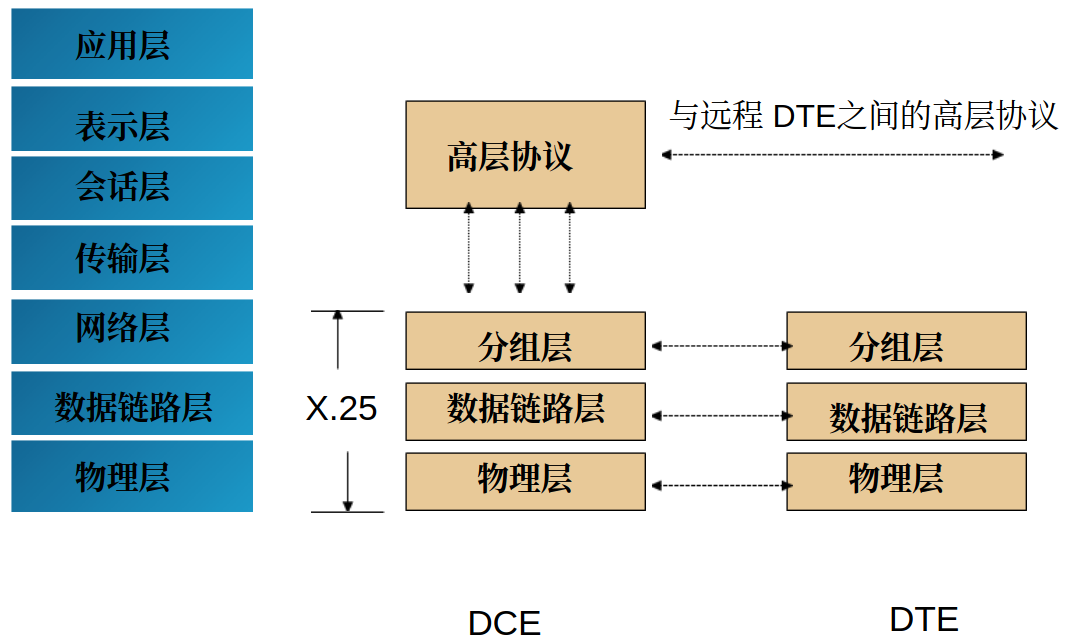 应用层
表示层
会话层
传输层
网络层
数据链路层
物理层
高层协议
与远程 DTE之间的高层协议
X.25
分组层
分组层
数据链路层
数据链路层
物理层
物理层
DCE
DTE